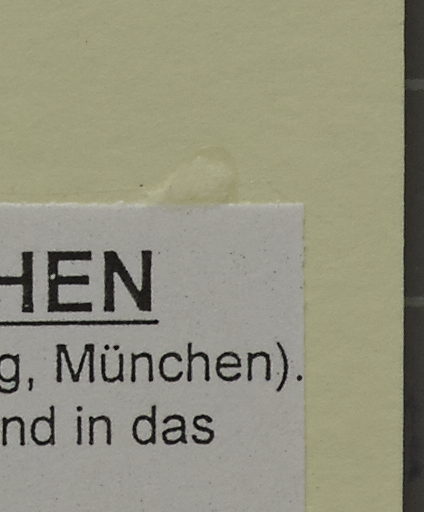 HEN
g, München).
nd in das